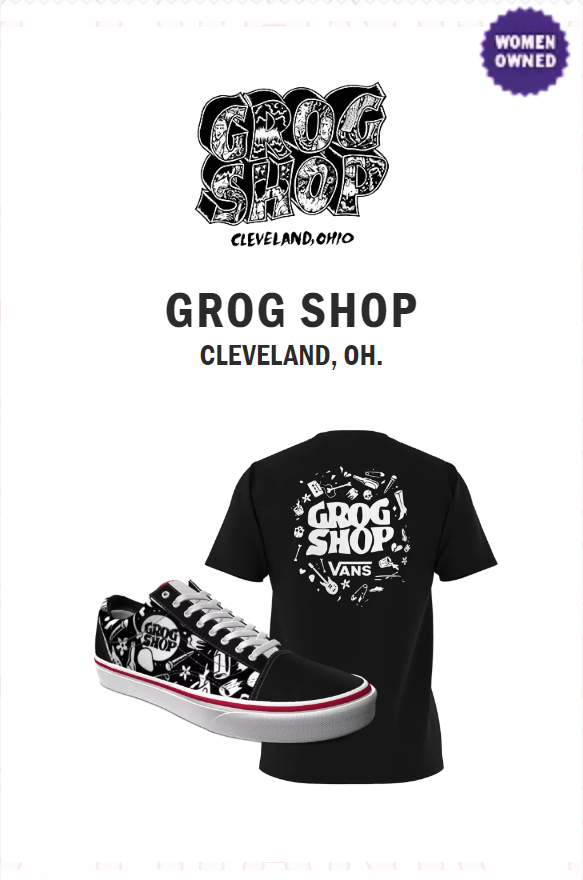 WOMEN
OWNED
GROG
SHOP
CLEVELAND, OHIO
GROG SHOP
CLEVELAND, OH.
GROG
SHOP
VANS
GROG
SHOP